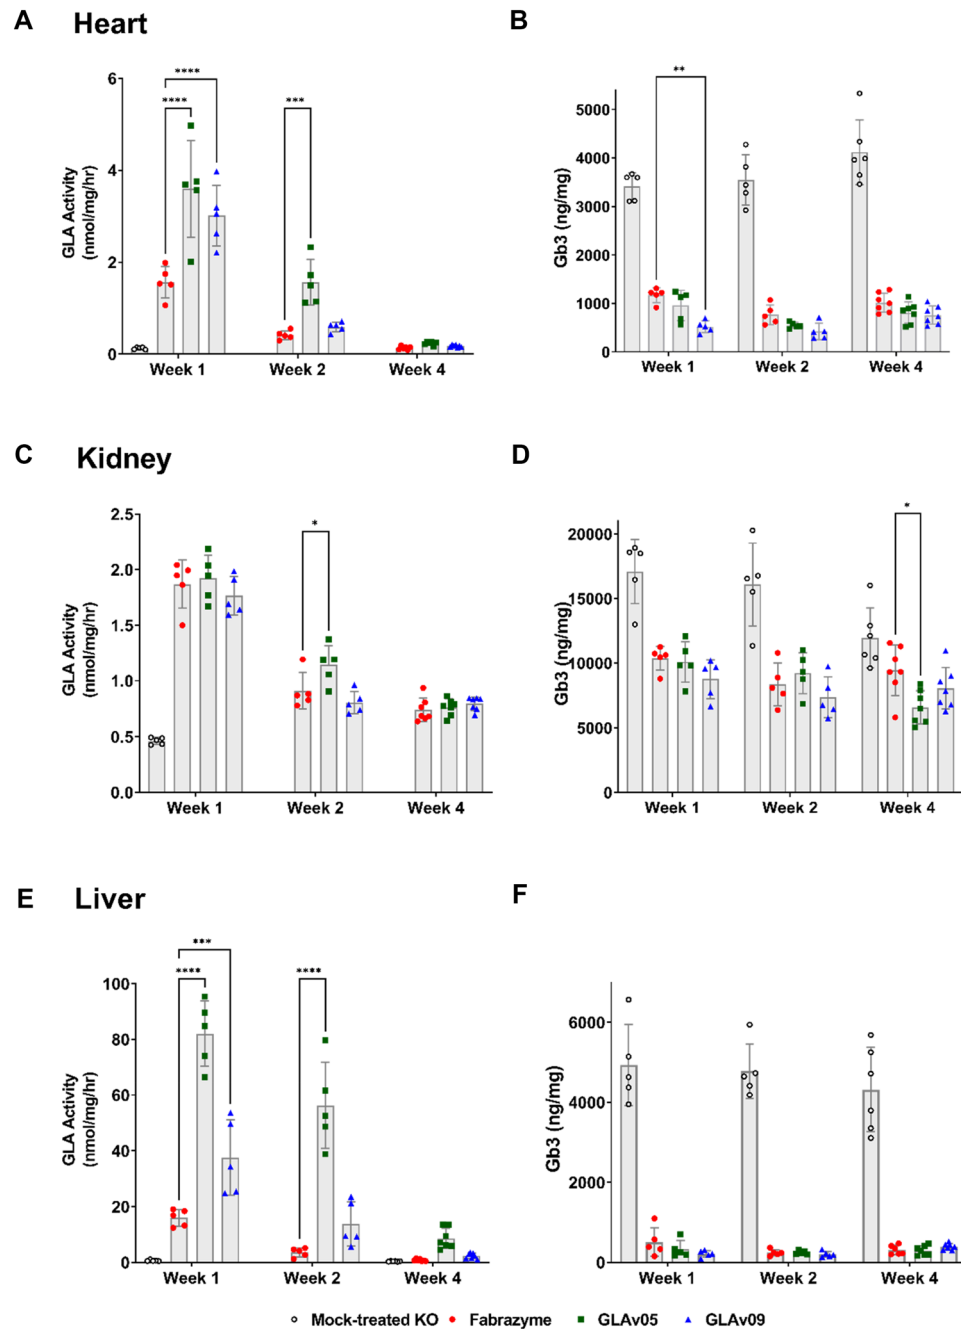 A Heart
GLA Activity
(nmol/mg/hr)
6
4
2
0
****
****
***
Week 1 Week 2 Week 4
B
Gb3 (ng/mg)
5000
4000
3000
2000
1000
0
**
Week 1 Week 2 Week 4
C Kidney
GLA Activity
(nmol/mg/hr)
2.5
2.0
1.5
1.0
0.5
0.0
*
Week 1 Week 2 Week 4
D
Gb3 (ng/mg)
20000
15000
10000
5000
0
*
Week 1 Week 2 Week 4
E Liver
GLA Activity
(nmol/mg/hr)
100
80
60
40
20
0
***
****
****
Week 1 Week 2 Week 4
F
Gb3 (ng/mg)
6000
4000
2000
0
Week 1 Week 2 Week 4
Mock-treated KO Fabrazyme GLAv05 GLAv09